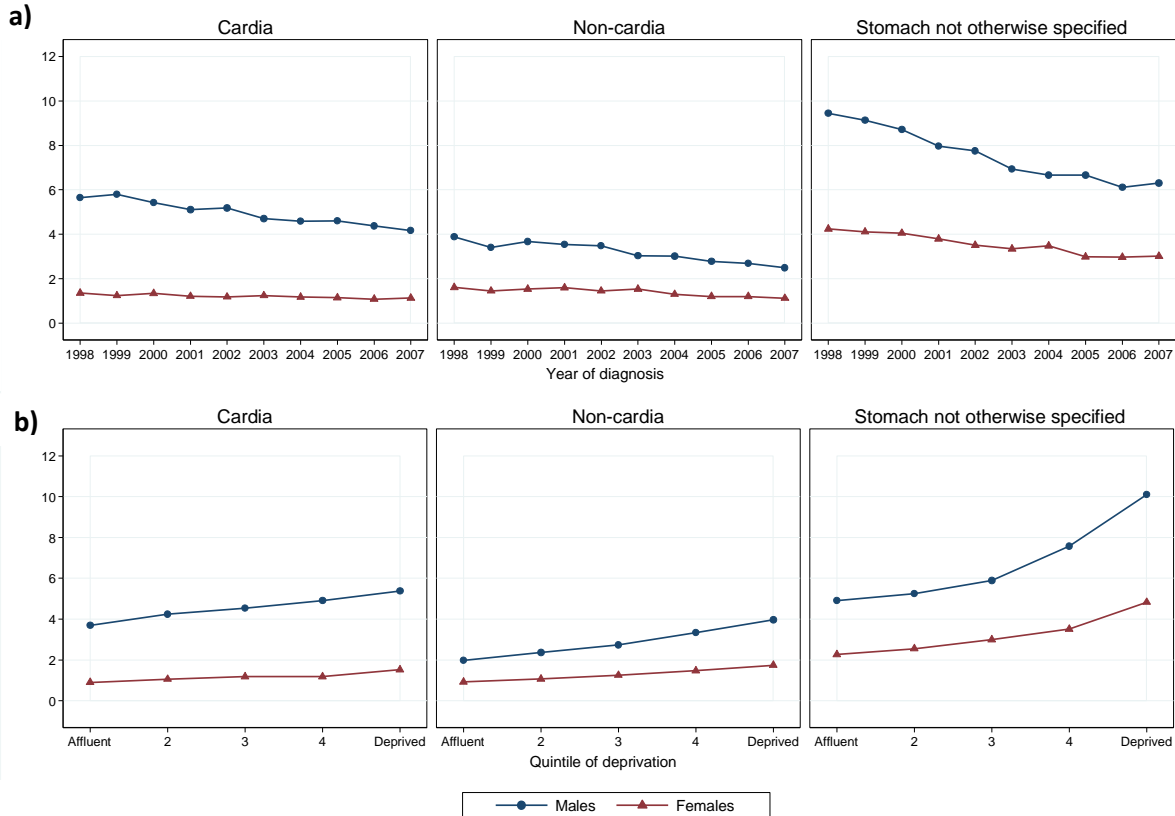 a)
Cardia Non-cardia Stomach not otherwise specified
12
10
8
6
4
2
0
1998 1999 2000 2001 2002 2003 2004 2005 2006 2007 1998 1999 2000 2001 2002 2003 2004 2005 2006 2007 1998 1999 2000 2001 2002 2003 2004 2005 2006 2007
Year of diagnosis
b)
Cardia Non-cardia Stomach not otherwise specified
12
10
8
6
4
2
0
Affluent 2 3 4 Deprived Affluent 2 3 4 Deprived Affluent 2 3 4 Deprived
Quintile of deprivation
Males Females